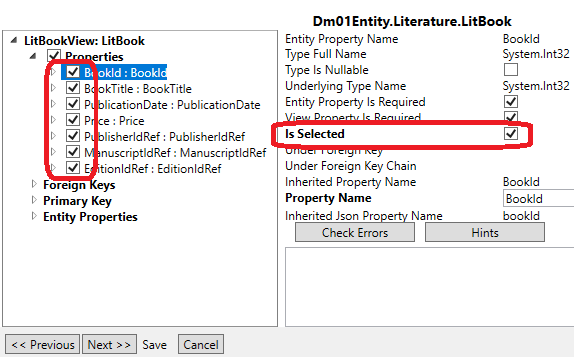 LitBookView: LitBook
Properties
BookId : BookId
BookTitle : BookTitle
PublicationDate : PublicationDate
Price : Price
PublisherIdRef : PublisherIdRef
ManuscriptIdRef : ManuscriptIdRef
EditionIdRef : EditionIdRef
Foreign Keys
Primary Key
Entity Properties
Dm01Entity.Literature.LitBook
Entity Property Name BookId
Type Full Name System.Int32
Type Is Nullable
Underlying Type Name System.Int32
Entity Property Is Required
View Property Is Required
Is Selected
Under Foreign Key
Under Foreign Key Chain
Inherited Property Name BookId
Property Name BookId
Inherited Json Property Name bookId
Check Errors Hints
<< Previous Next >> Save Cancel